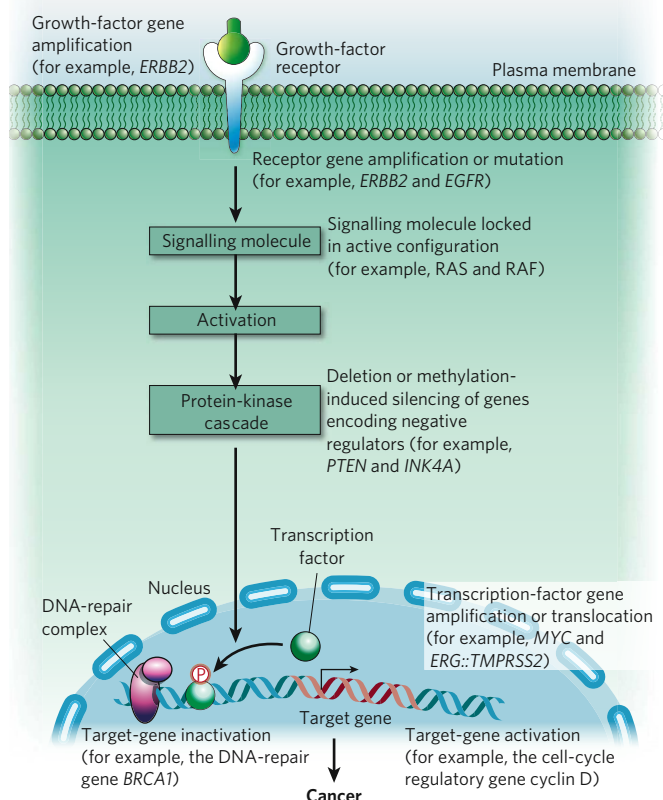 Growth-factor gene
amplification
(for example, ERBB2)
Growth-factor
receptor
Plasma membrane
Receptor gene amplification or mutation
(for example, ERBB2 and EGFR)
Signalling molecule
Signalling molecule locked
in active configuration
(for example, RAS and RAF)
Activation
Protein-kinase
cascade
Deletion or methylation-
induced silencing of genes
encoding negative
regulators (for example,
PTEN and INK4A)
Transcription
factor
Nucleus
DNA-repair
complex
Transcription-factor gene
amplification or translocation
(for example, MYC and
ERG::TMPRSS2)
P
Target gene
Target-gene inactivation
(for example, the DNA-repair
gene BRCA1)
Target-gene activation
(for example, the cell-cycle
regulatory gene cyclin D)
Cancer